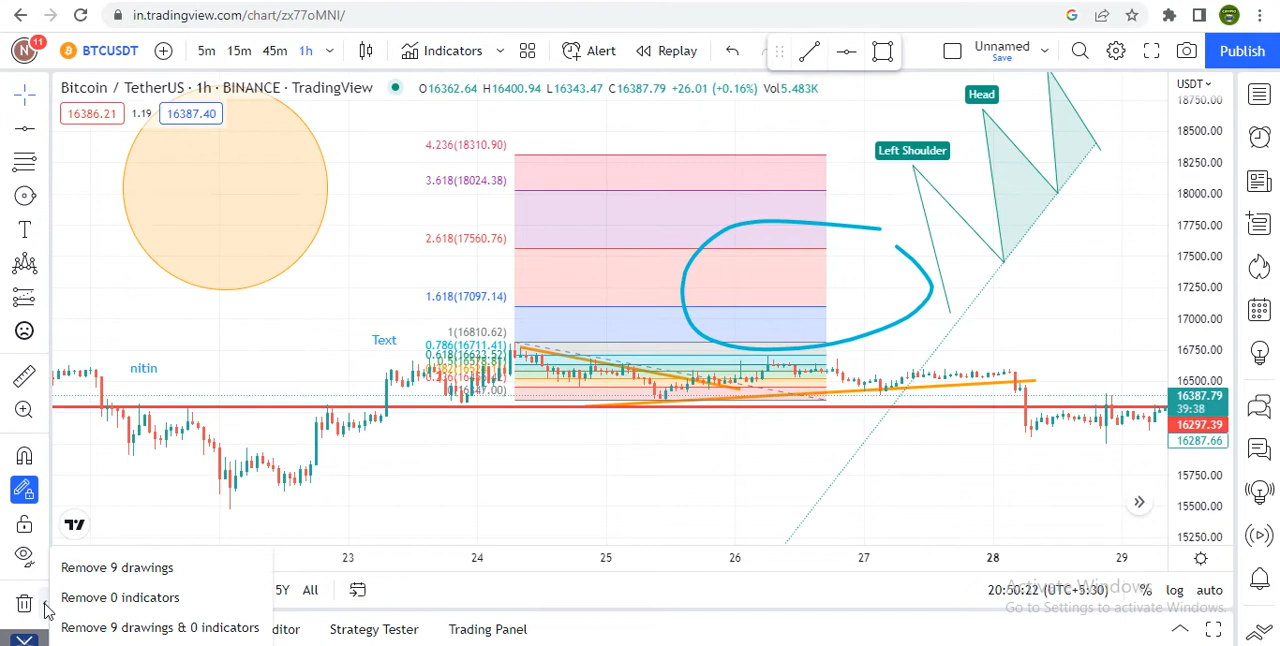 in.tradingview.com/chart/zx77oMNI/
N 11 BTCUSDT 5m 15m 45m 1h Indicators Alert Replay Unnamed Save Publish
Bitcoin / TetherUS · 1h · BINANCE · TradingView O16362.64 H16400.94 L16343.47 C16387.79 +26.01 (+0.16%) Vol5.483K
16386.21 1.19 16387.40
USDT
18750.00
18500.00
18250.00
18000.00
17750.00
17500.00
17250.00
17000.00
16750.00
16500.00
16387.79
39:38
16297.39
16287.66
15750.00
15500.00
15250.00
Head
Left Shoulder
4.236(18310.90)
3.618(18024.38)
2.618(17560.76)
1.618(17097.14)
1(16810.62)
0.786(16711.41)
0.618(16623.52)
Text
nitin
23 24 25 26 27 28 29
Remove 9 drawings
Remove 0 indicators
Remove 9 drawings & 0 indicators
5Y All
20:50:22 (UTC+5:30) % log auto
Activate Windows
Go to Settings to activate Windows.
ditor Strategy Tester Trading Panel